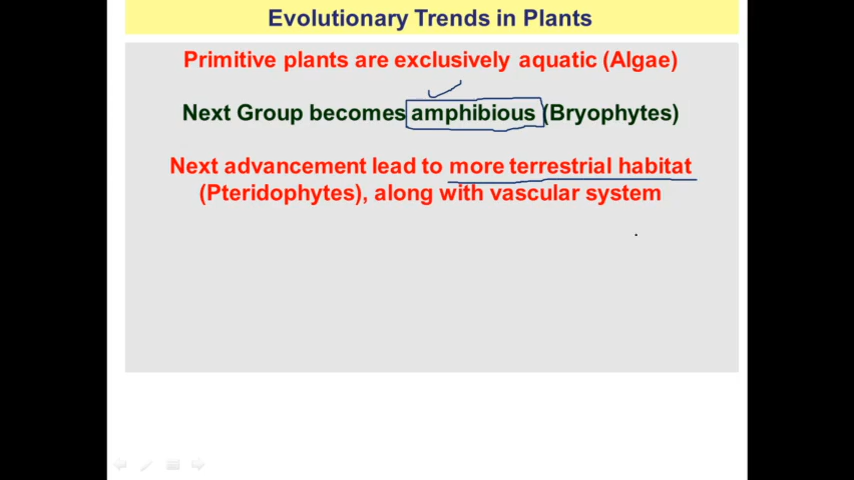 Evolutionary Trends in Plants
Primitive plants are exclusively aquatic (Algae)
Next Group becomes amphibious (Bryophytes)
Next advancement lead to more terrestrial habitat
(Pteridophytes), along with vascular system